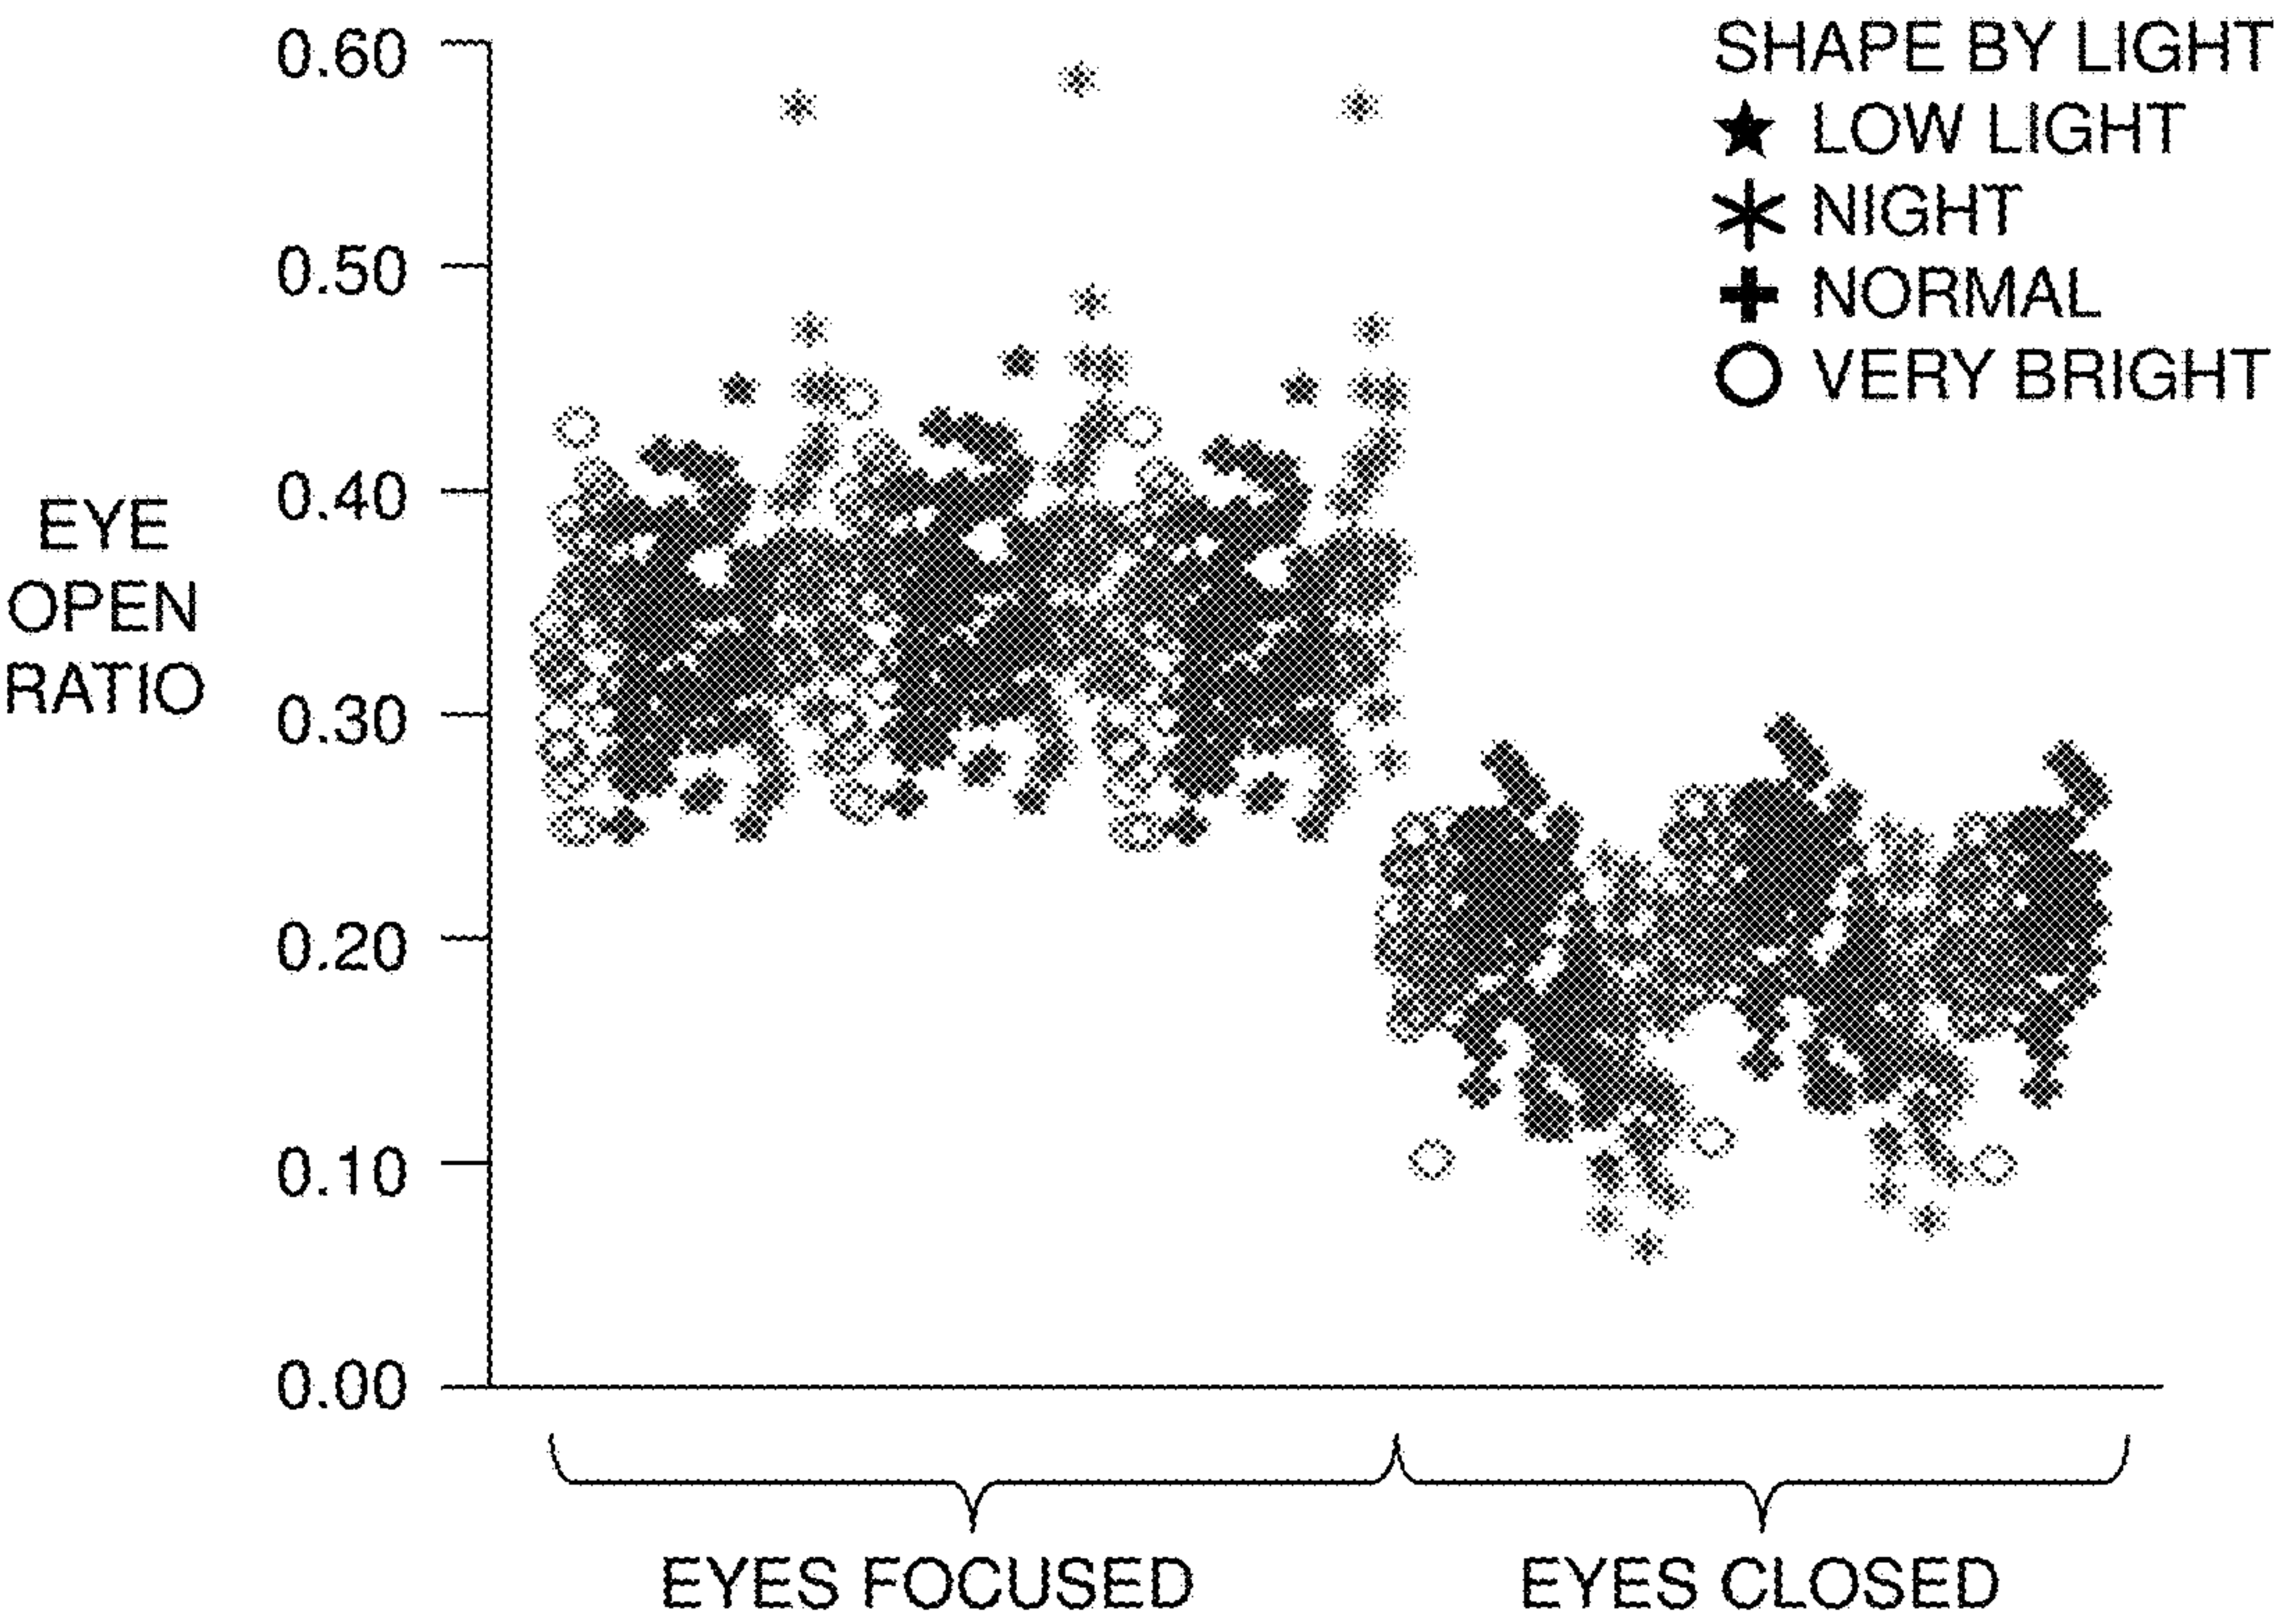 0.60
0.50
0.40
0.30
0.20
0.10
0.00
EYE
OPEN
RATIO
SHAPE BY LIGHT
LOW LIGHT
NIGHT
NORMAL
VERY BRIGHT
EYES FOCUSED
EYES CLOSED